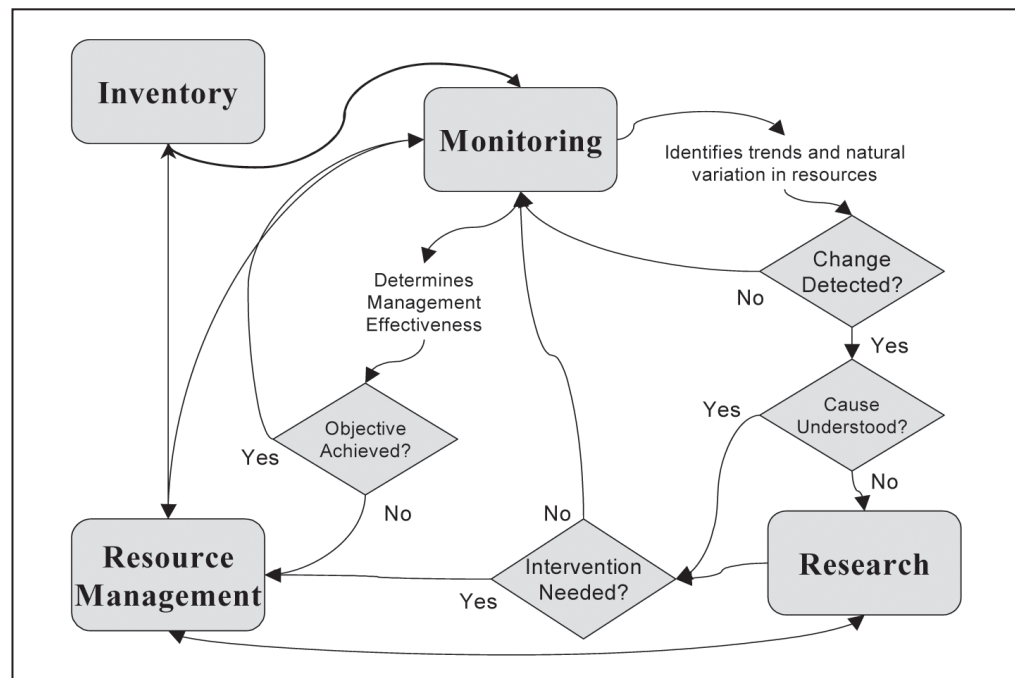 Inventory
Monitoring
Identifies trends and natural
variation in resources
Change
Detected?
No
Yes
Determines
Management
Effectiveness
Cause
Understood?
Yes
No
Objective
Achieved?
Yes
No
Intervention
Needed?
No
Yes
Research
Resource
Management